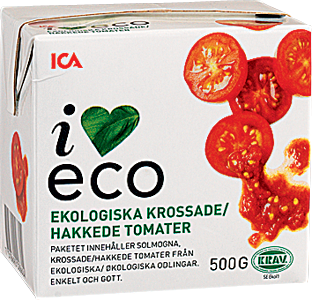 ICA
i
eco
EKOLOGISKA KROSSADE/
HAKKEDE TOMATER
PAKETET INNEHÅLLER SOLMOGNA,
KROSSADE/HAKKEDE TOMATER FRÅN
EKOLOGISKA/ ØKOLOGISKA ODLINGAR.
ENKELT OCH GOTT.
500G
KRAV